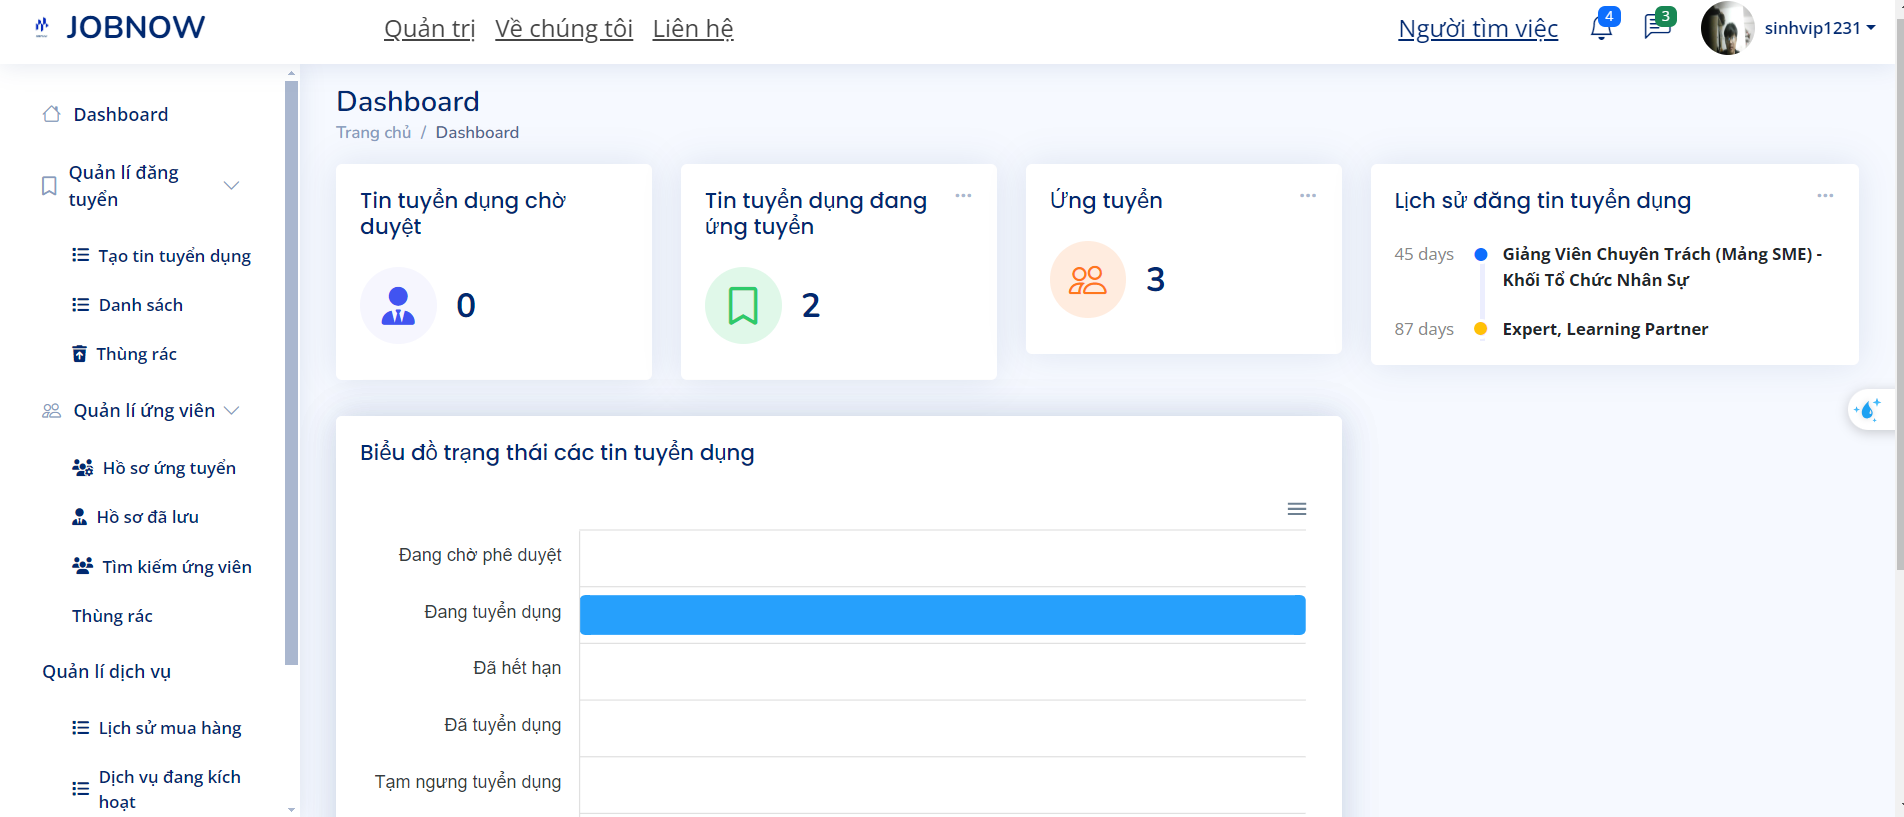 JOBNOW
Quản trị
Về chúng tôi
Liên hệ
Người tìm việc
4
3
sinhvip1231
Dashboard
Quản lí đăng
tuyển
Tạo tin tuyển dụng
Danh sách
Thùng rác
Quản lí ứng viên
Hồ sơ ứng tuyển
Hồ sơ đã lưu
Tìm kiếm ứng viên
Thùng rác
Quản lí dịch vụ
Lịch sử mua hàng
Dịch vụ đang kích
hoạt
Dashboard
Trang chủ / Dashboard
Tin tuyển dụng chờ
duyệt
0
Tin tuyển dụng đang
ứng tuyển
2
Ứng tuyển
3
Lịch sử đăng tin tuyển dụng
45 days
Giảng Viên Chuyên Trách (Mảng SME) -
Khối Tổ Chức Nhân Sự
87 days
Expert, Learning Partner
Biểu đồ trạng thái các tin tuyển dụng
Đang chờ phê duyệt
Đang tuyển dụng
Đã hết hạn
Đã tuyển dụng
Tạm ngưng tuyển dụng